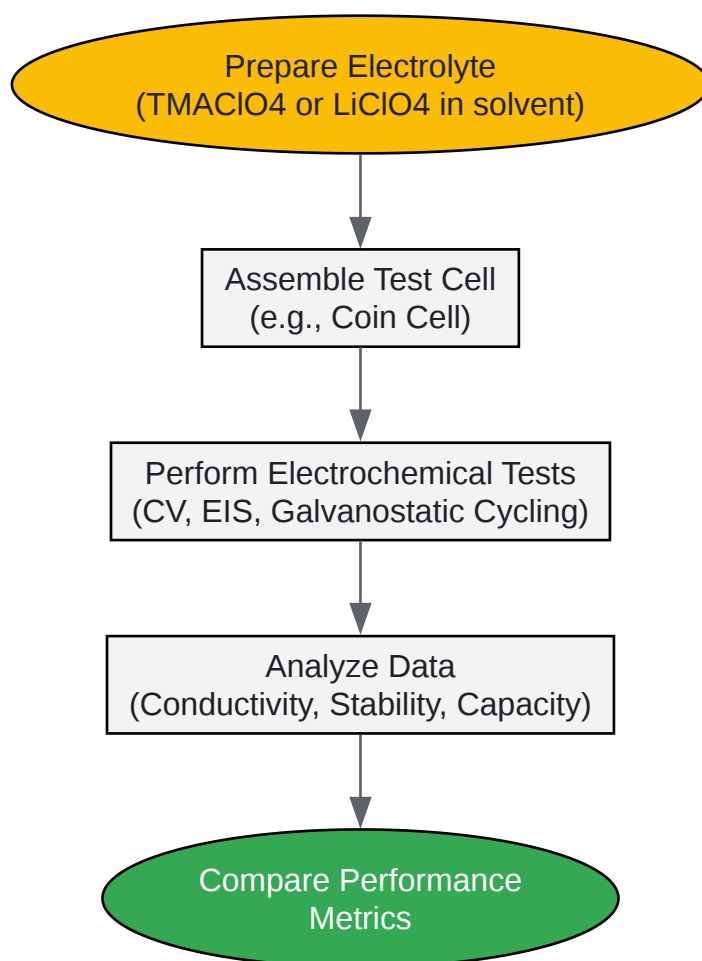 Prepare Electrolyte
(TMAClO4 or LiClO4 in solvent)
Assemble Test Cell
(e.g., Coin Cell)
Perform Electrochemical Tests
(CV, EIS, Galvanostatic Cycling)
Analyze Data
(Conductivity, Stability, Capacity)
Compare Performance
Metrics